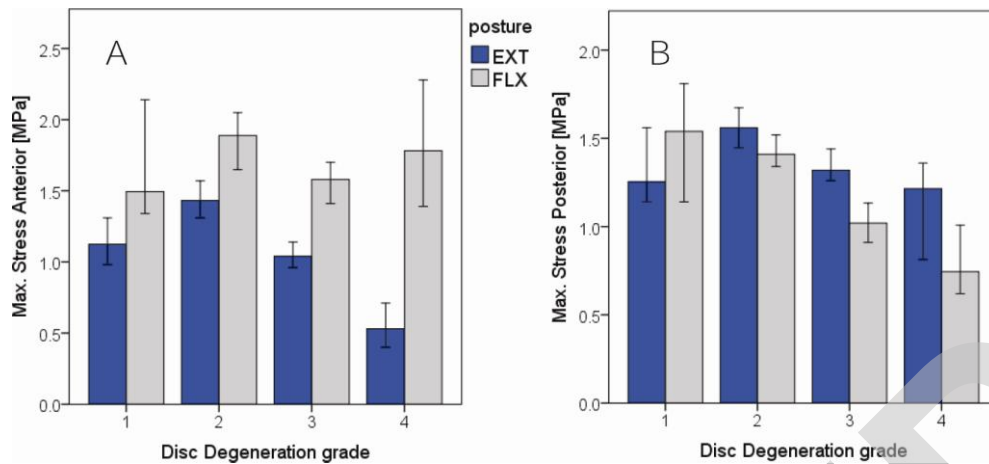 A
Max. Stress Anterior [MPa]
2.5
2.0
1.5
1.0
0.5
0.0
1 2 3 4
Disc Degeneration grade
posture
EXT
FLX
B
Max. Stress Posterior [MPa]
2.0
1.5
1.0
0.5
0.0
1 2 3 4
Disc Degeneration grade